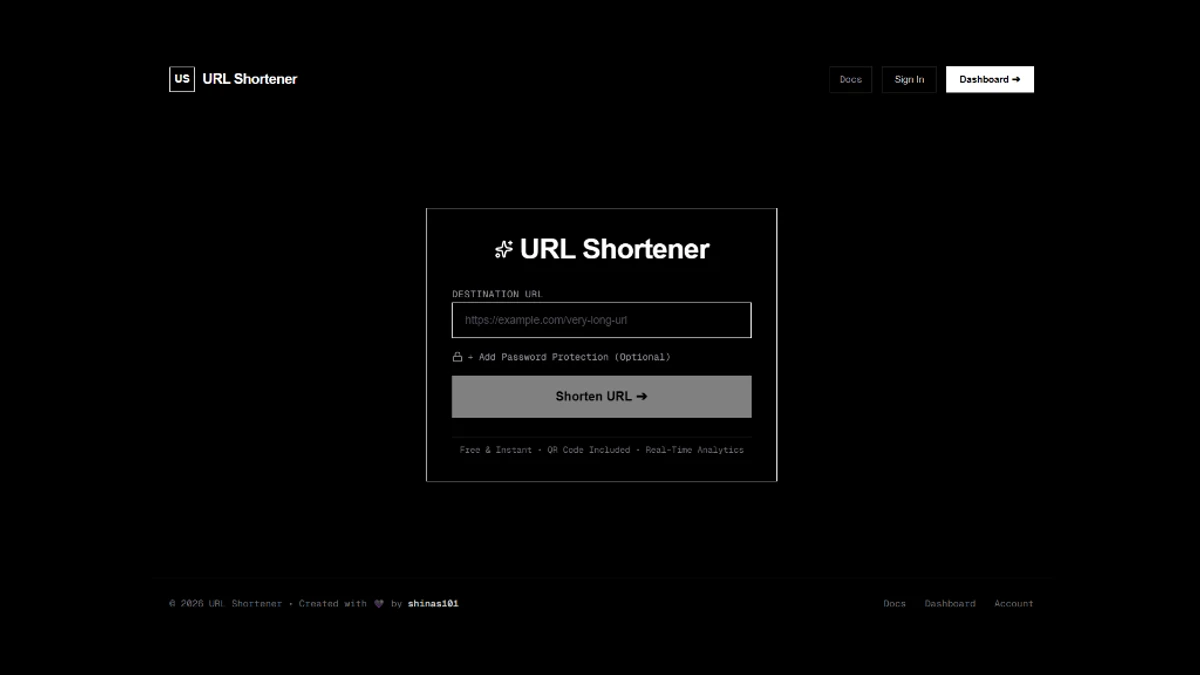 US URL Shortener
Docs
Sign In
Dashboard ➔
URL Shortener
DESTINATION URL
https://example.com/very-long-url
+ Add Password Protection (Optional)
Shorten URL ➔
Free & Instant · QR Code Included · Real-Time Analytics
© 2026 URL Shortener · Created with 🖤 by shinas101
Docs
Dashboard
Account